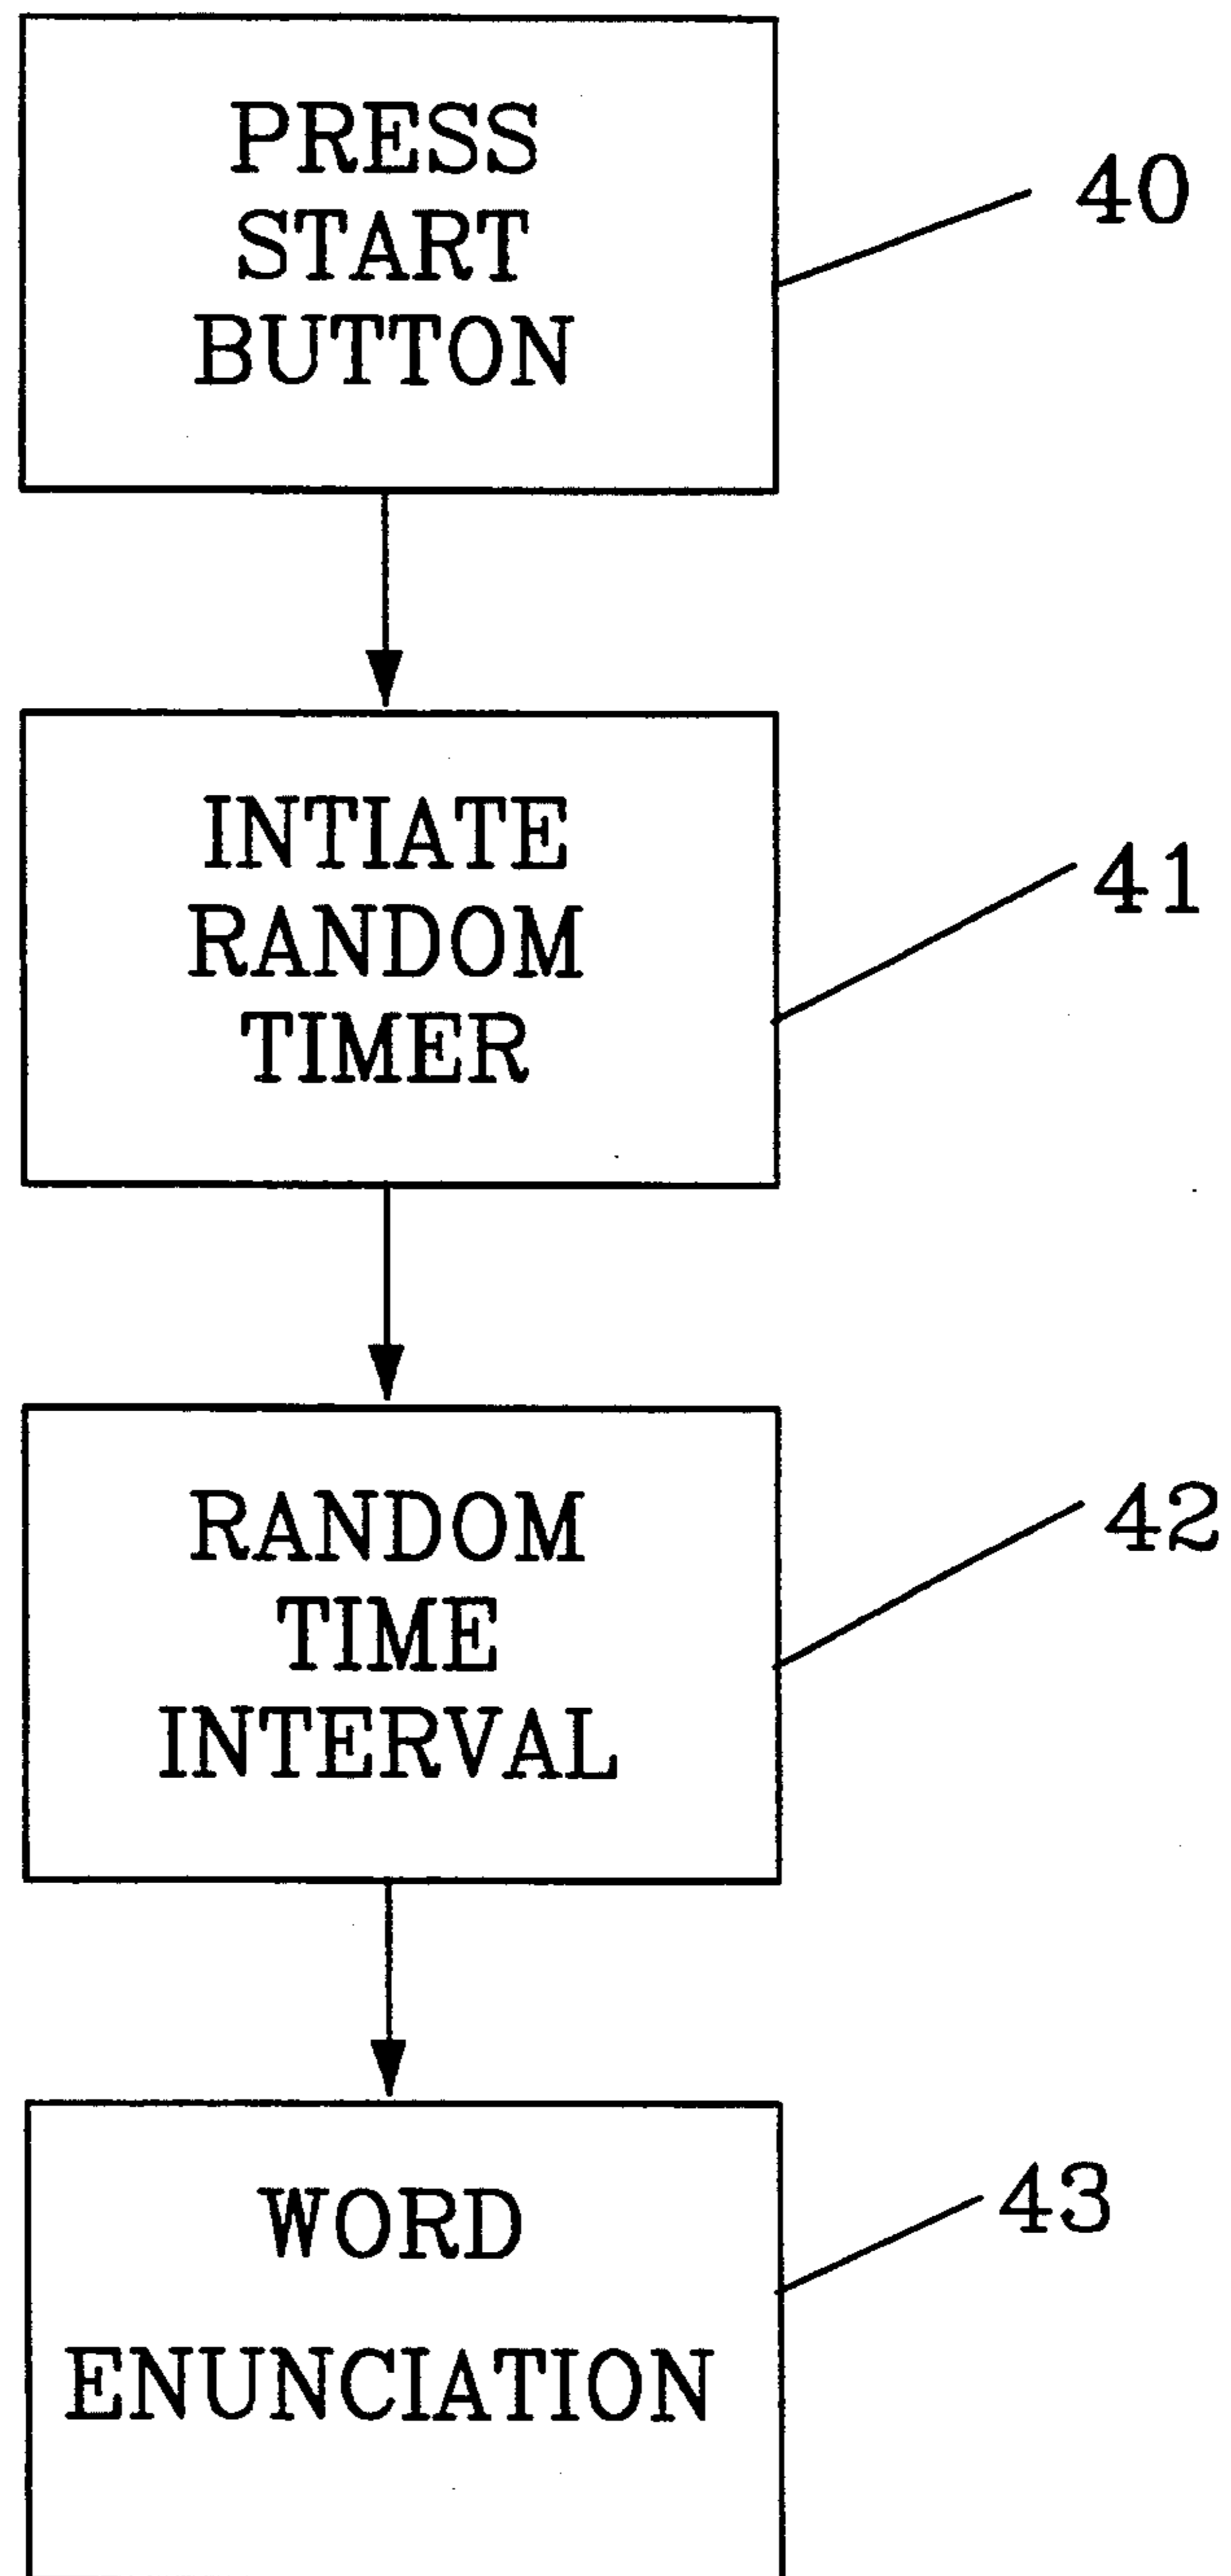 PRESS
START
BUTTON
40
INTIATE
RANDOM
TIMER
41
RANDOM
TIME
INTERVAL
42
WORD
ENUNCIATION
43